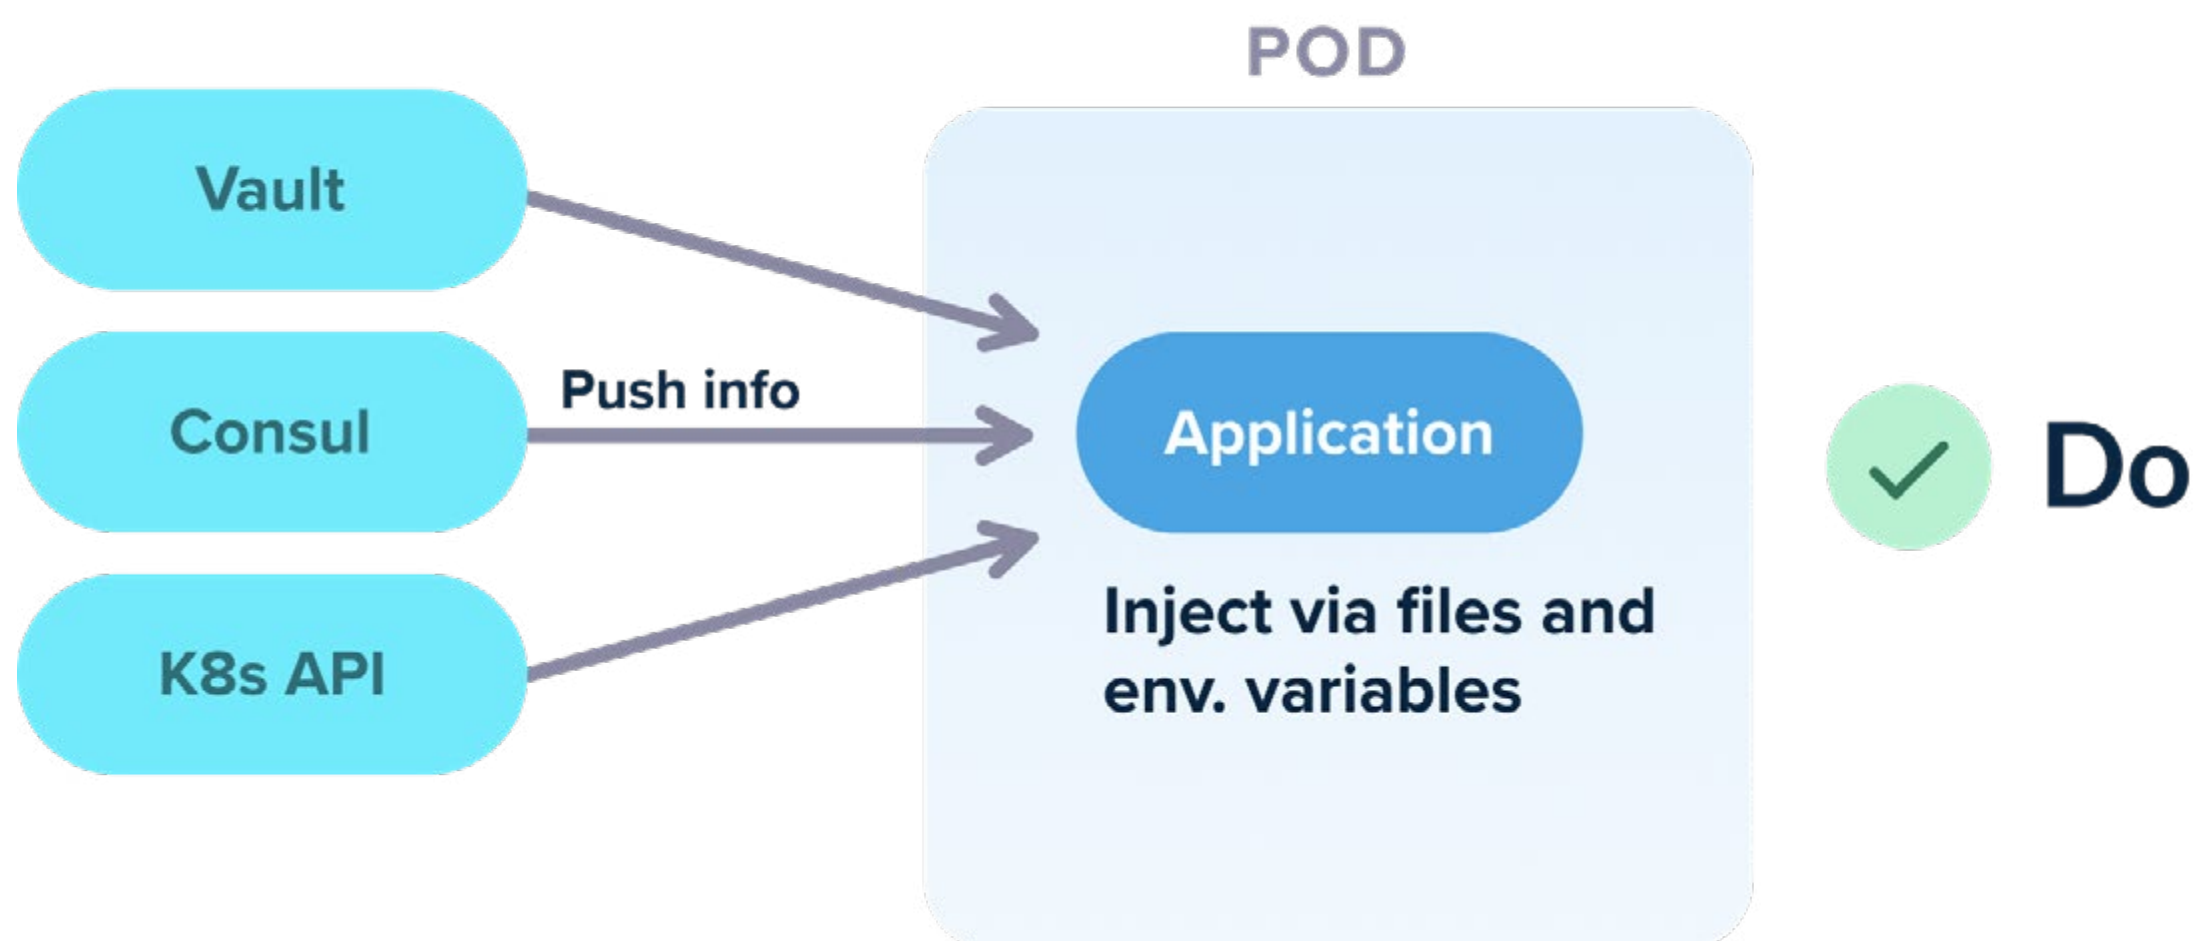 POD
Vault
Consul
K8s API
Push info
Application
Inject via files and
env. variables
Do